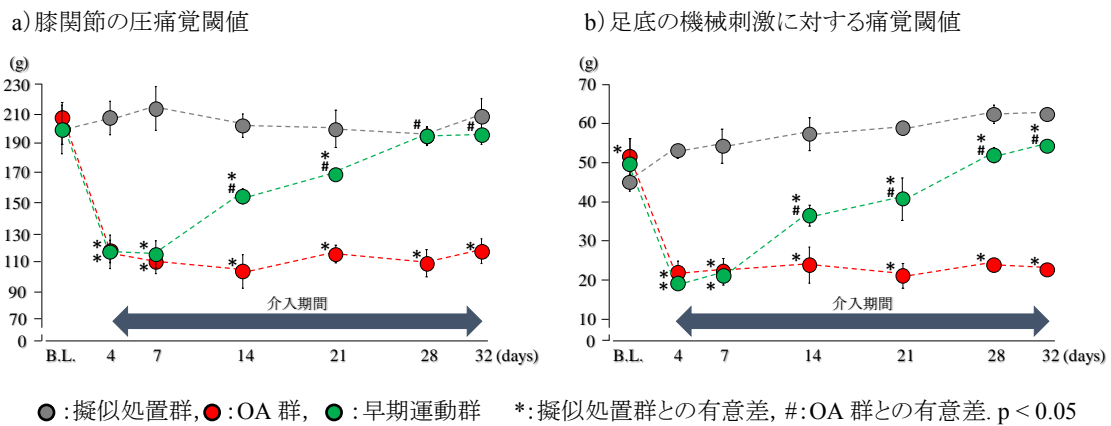 a)膝関節の圧痛覚閾値
(g)
230
210
190
170
150
130
110
90
70
0
* * * * * * * * * * # * # # #
介入期間
B.L. 4 7 14 21 28 32 (days)
b)足底の機械刺激に対する痛覚閾値
(g)
70
60
50
40
30
20
10
0
* * * * * * # * * # * * # * * # *
介入期間
B.L. 4 7 14 21 28 32 (days)
:擬似処置群, :OA 群, :早期運動群 *:擬似処置群との有意差, #:OA 群との有意差. p < 0.05